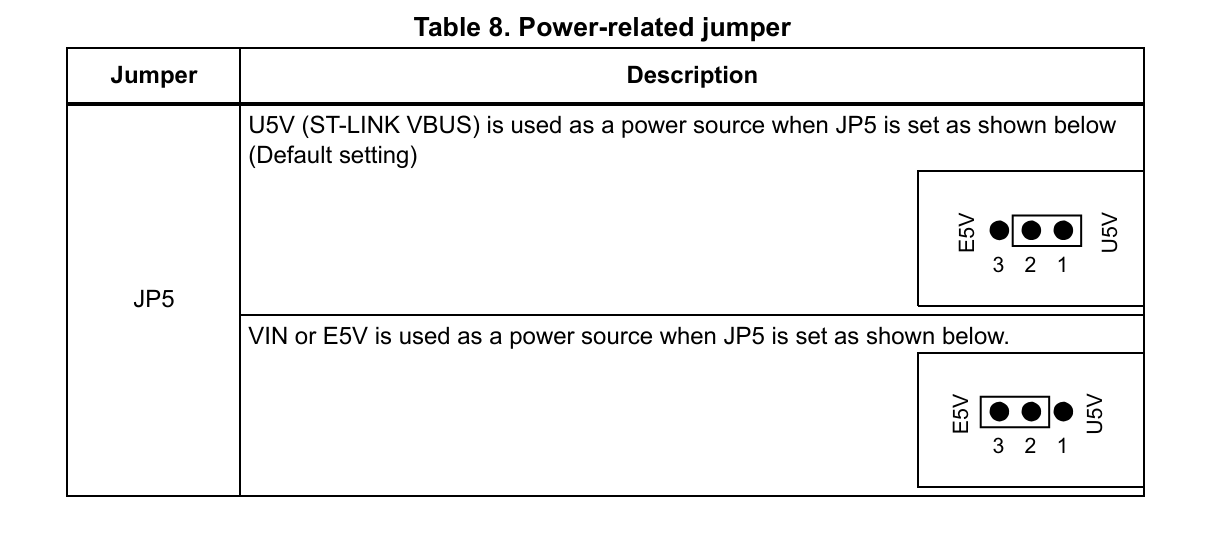 Table 8. Power-related jumper
Jumper
Description
JP5
U5V (ST-LINK VBUS) is used as a power source when JP5 is set as shown below
(Default setting)
E5V
U5V
3 2 1
VIN or E5V is used as a power source when JP5 is set as shown below.
E5V
U5V
3 2 1